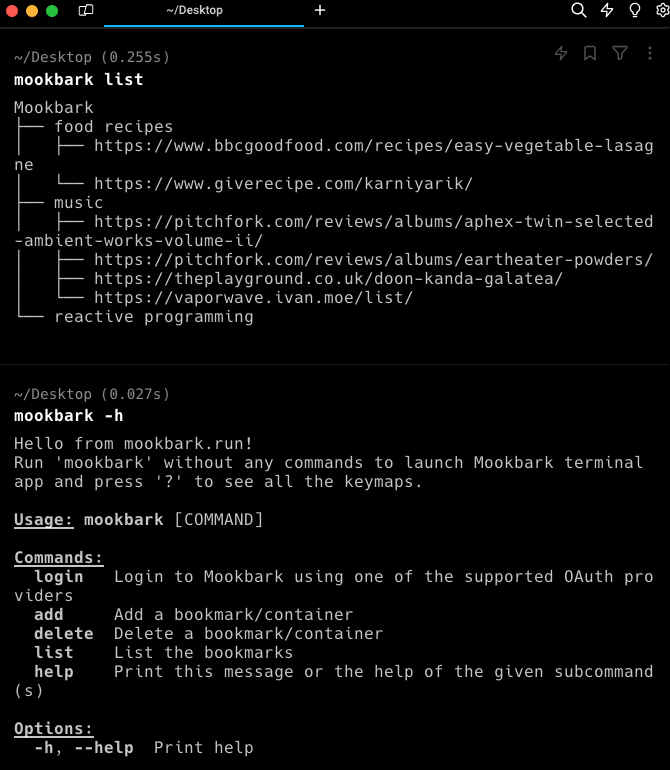 ~/Desktop
~/Desktop (0.255s)
mookbark list
Mookbark
├── food recipes
│   ├── https://www.bbcgoodfood.com/recipes/easy-vegetable-lasag
ne
│   └── https://www.giverecipe.com/karniyarik/
├── music
│   ├── https://pitchfork.com/reviews/albums/aphex-twin-selected
-ambient-works-volume-ii/
│   ├── https://pitchfork.com/reviews/albums/eartheater-powders/
│   ├── https://theplayground.co.uk/doon-kanda-galatea/
│   └── https://vaporwave.ivan.moe/list/
└── reactive programming
~/Desktop (0.027s)
mookbark -h
Hello from mookbark.run!
Run 'mookbark' without any commands to launch Mookbark terminal
app and press '?' to see all the keymaps.
Usage: mookbark [COMMAND]
Commands:
  login   Login to Mookbark using one of the supported OAuth pro
viders
  add     Add a bookmark/container
  delete  Delete a bookmark/container
  list    List the bookmarks
  help    Print this message or the help of the given subcommand
(s)
Options:
  -h, --help  Print help